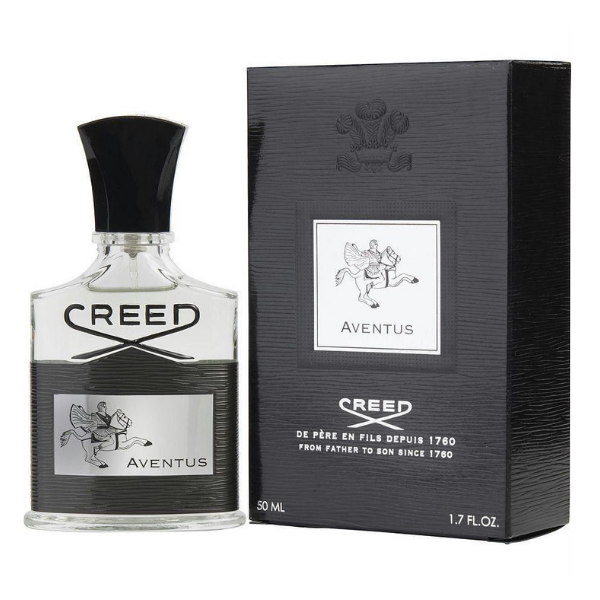 CREED
AVENTUS
AVENTUS
CREED
DE PÈRE EN FILS DEPUIS 1760
FROM FATHER TO SON SINCE 1760
50 ML
1.7 FL.OZ.